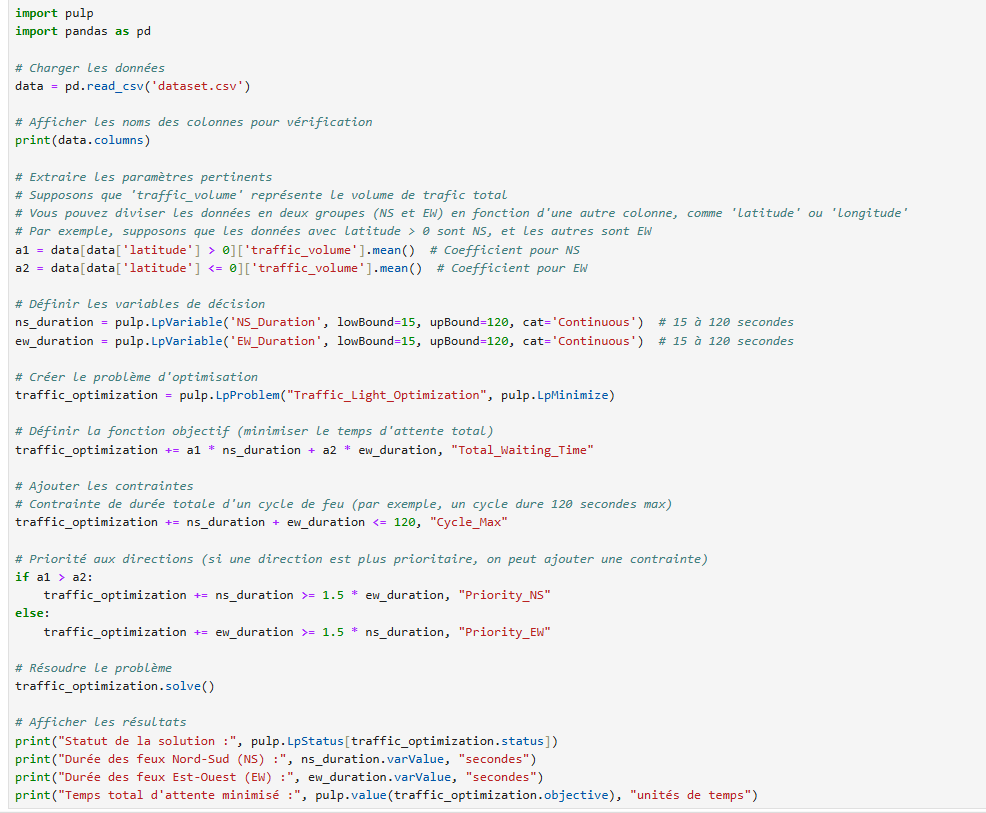 import pulp
import pandas as pd
# Charger les données
data = pd.read_csv('dataset.csv')
# Afficher les noms des colonnes pour vérification
print(data.columns)
# Extraire les paramètres pertinents
# Supposons que 'traffic_volume' représente le volume de trafic total
# Vous pouvez diviser les données en deux groupes (NS et EW) en fonction d'une autre colonne, comme 'latitude' ou 'longitude'
# Par exemple, supposons que les données avec latitude > 0 sont NS, et les autres sont EW
a1 = data[data['latitude'] > 0]['traffic_volume'].mean()  # Coefficient pour NS
a2 = data[data['latitude'] <= 0]['traffic_volume'].mean()  # Coefficient pour EW
# Définir les variables de décision
ns_duration = pulp.LpVariable('NS_Duration', lowBound=15, upBound=120, cat='Continuous')  # 15 à 120 secondes
ew_duration = pulp.LpVariable('EW_Duration', lowBound=15, upBound=120, cat='Continuous')  # 15 à 120 secondes
# Créer le problème d'optimisation
traffic_optimization = pulp.LpProblem("Traffic_Light_Optimization", pulp.LpMinimize)
# Définir la fonction objectif (minimiser le temps d'attente total)
traffic_optimization += a1 * ns_duration + a2 * ew_duration, "Total_Waiting_Time"
# Ajouter les contraintes
# Contrainte de durée totale d'un cycle de feu (par exemple, un cycle dure 120 secondes max)
traffic_optimization += ns_duration + ew_duration <= 120, "Cycle_Max"
# Priorité aux directions (si une direction est plus prioritaire, on peut ajouter une contrainte)
if a1 > a2:
    traffic_optimization += ns_duration >= 1.5 * ew_duration, "Priority_NS"
else:
    traffic_optimization += ew_duration >= 1.5 * ns_duration, "Priority_EW"
# Résoudre le problème
traffic_optimization.solve()
# Afficher les résultats
print("Statut de la solution :", pulp.LpStatus[traffic_optimization.status])
print("Durée des feux Nord-Sud (NS) :", ns_duration.varValue, "secondes")
print("Durée des feux Est-Ouest (EW) :", ew_duration.varValue, "secondes")
print("Temps total d'attente minimisé :", pulp.value(traffic_optimization.objective), "unités de temps")